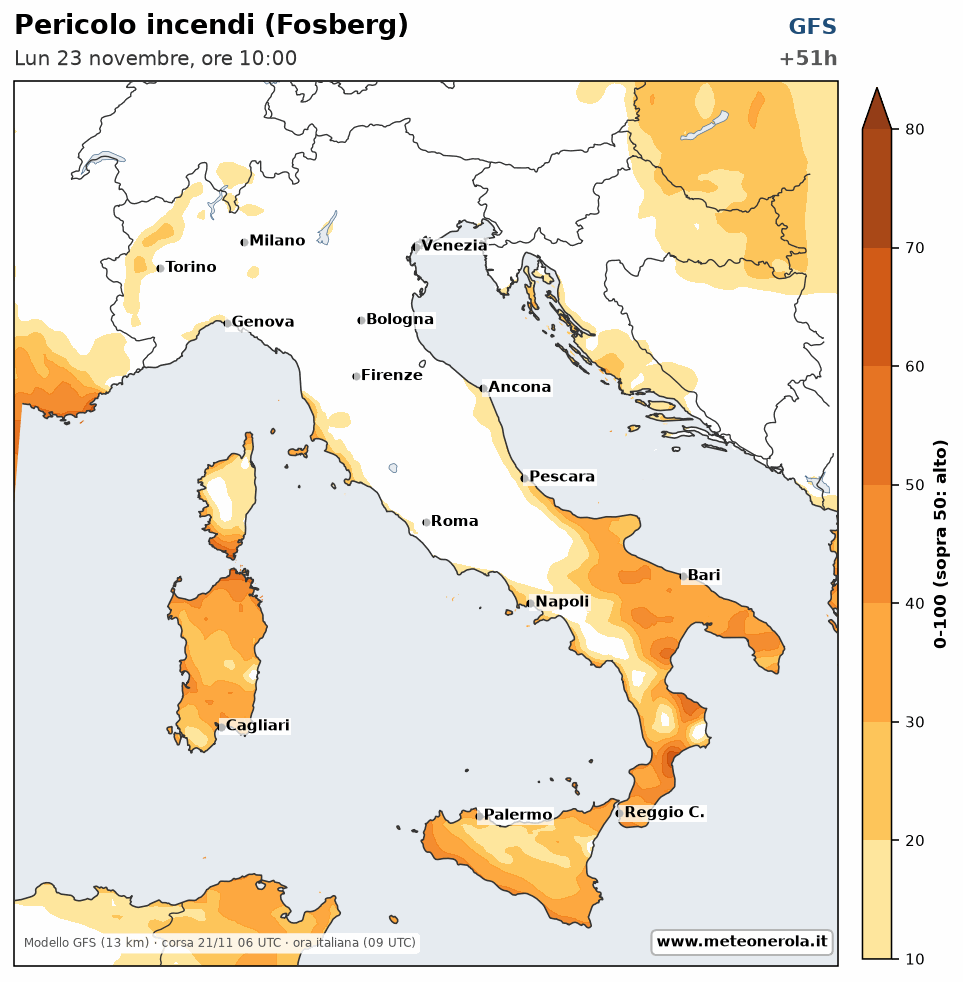 Pericolo incendi (Fosberg)
GFS
Lun 23 novembre, ore 10:00
+51h
Milano
Venezia
Torino
Genova
Bologna
Firenze
Ancona
Pescara
Roma
Bari
Napoli
Cagliari
Palermo
Reggio C.
80
70
60
50
40
30
20
10
0-100 (sopra 50: alto)
Modello GFS (13 km) · corsa 21/11 06 UTC · ora italiana (09 UTC)
www.meteonerola.it